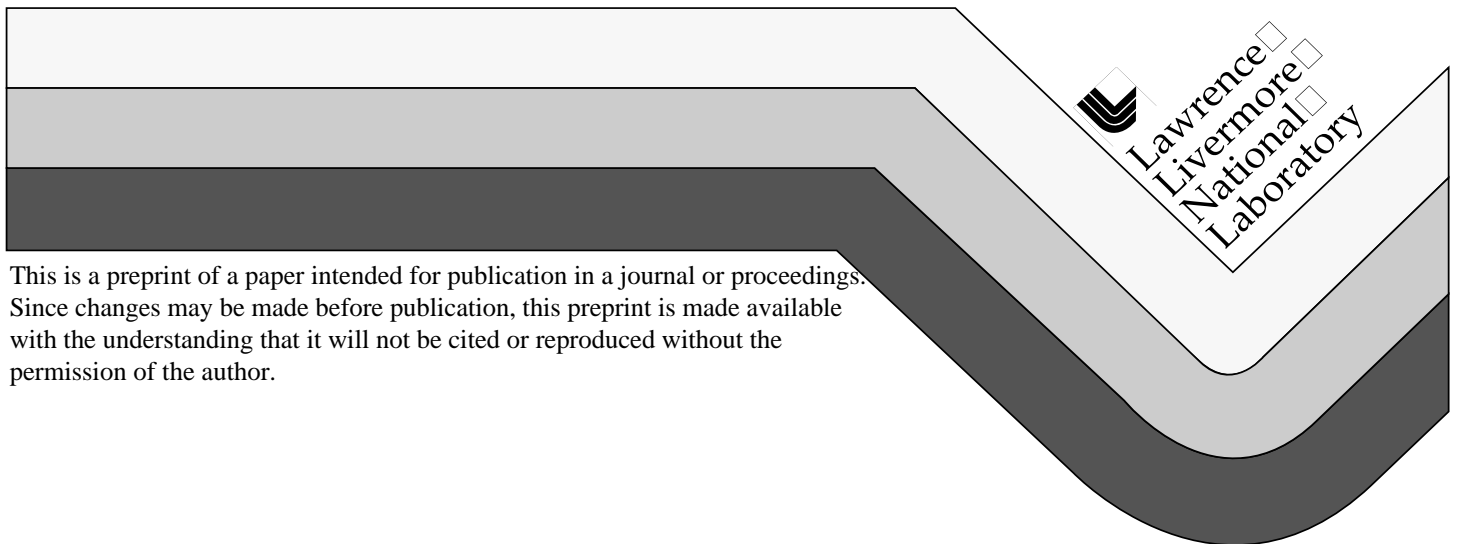 Lawrence
Livermore
National
Laboratory
This is a preprint of a paper intended for publication in a journal or proceedings.
Since changes may be made before publication, this preprint is made available
with the understanding that it will not be cited or reproduced without the
permission of the author.